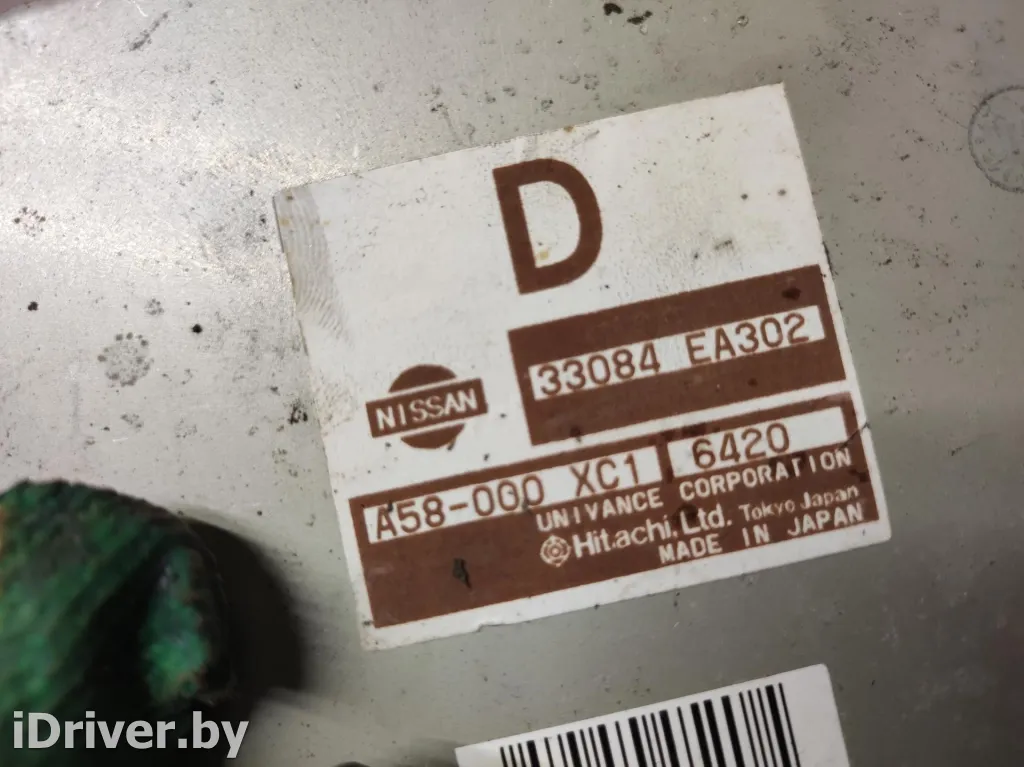 D
33084 EA302
NISSAN
A58-000 XC1 6420
UNIVANCE CORPORATION
Hitachi, Ltd. Tokyo Japan
MADE IN JAPAN
iDriver.by